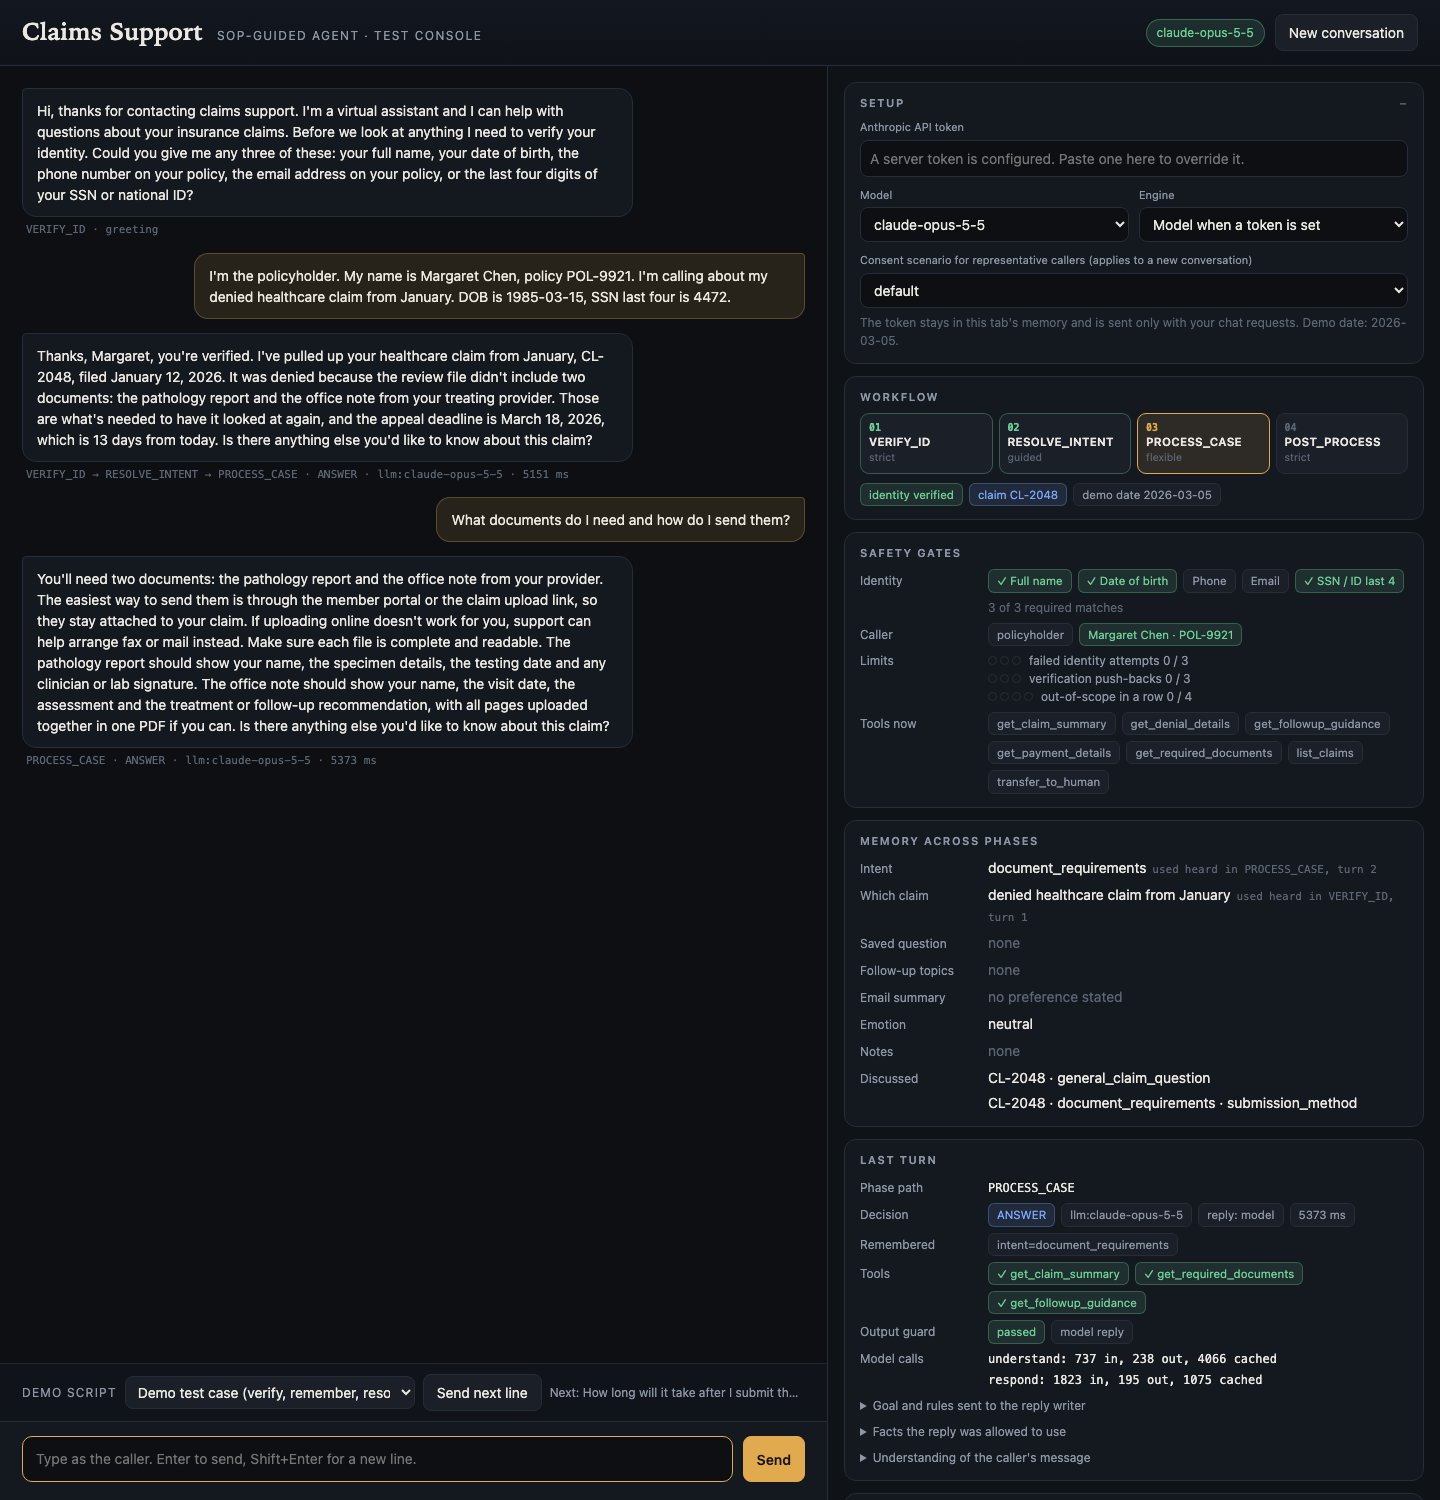 Claims Support SOP-GUIDED AGENT · TEST CONSOLE
claude-opus-5-5
New conversation
Hi, thanks for contacting claims support. I'm a virtual assistant and I can help with
questions about your insurance claims. Before we look at anything I need to verify your
identity. Could you give me any three of these: your full name, your date of birth, the
phone number on your policy, the email address on your policy, or the last four digits of
your SSN or national ID?
VERIFY_ID · greeting
I'm the policyholder. My name is Margaret Chen, policy POL-9921. I'm calling about my
denied healthcare claim from January. DOB is 1985-03-15, SSN last four is 4472.
Thanks, Margaret, you're verified. I've pulled up your healthcare claim from January, CL-
2048, filed January 12, 2026. It was denied because the review file didn't include two
documents: the pathology report and the office note from your treating provider. Those
are what's needed to have it looked at again, and the appeal deadline is March 18, 2026,
which is 13 days from today. Is there anything else you'd like to know about this claim?
VERIFY_ID → RESOLVE_INTENT → PROCESS_CASE · ANSWER · llm:claude-opus-5-5 · 5151 ms
What documents do I need and how do I send them?
You'll need two documents: the pathology report and the office note from your provider.
The easiest way to send them is through the member portal or the claim upload link, so
they stay attached to your claim. If uploading online doesn't work for you, support can
help arrange fax or mail instead. Make sure each file is complete and readable. The
pathology report should show your name, the specimen details, the testing date and any
clinician or lab signature. The office note should show your name, the visit date, the
assessment and the treatment or follow-up recommendation, with all pages uploaded
together in one PDF if you can. Is there anything else you'd like to know about this claim?
PROCESS_CASE · ANSWER · llm:claude-opus-5-5 · 5373 ms
DEMO SCRIPT
Demo test case (verify, remember, reso
Send next line
Next: How long will it take after I submit th...
Type as the caller. Enter to send, Shift+Enter for a new line.
Send
SETUP –
Anthropic API token
A server token is configured. Paste one here to override it.
Model
claude-opus-5-5
Engine
Model when a token is set
Consent scenario for representative callers (applies to a new conversation)
default
The token stays in this tab's memory and is sent only with your chat requests. Demo date: 2026-
03-05.
WORKFLOW
01
VERIFY_ID
strict
02
RESOLVE_INTENT
guided
03
PROCESS_CASE
flexible
04
POST_PROCESS
strict
identity verified
claim CL-2048
demo date 2026-03-05
SAFETY GATES
Identity ✓ Full name ✓ Date of birth Phone Email ✓ SSN / ID last 4
3 of 3 required matches
Caller policyholder Margaret Chen · POL-9921
Limits failed identity attempts 0 / 3
verification push-backs 0 / 3
out-of-scope in a row 0 / 4
Tools now get_claim_summary get_denial_details get_followup_guidance
get_payment_details get_required_documents list_claims
transfer_to_human
MEMORY ACROSS PHASES
Intent document_requirements used heard in PROCESS_CASE, turn 2
Which claim denied healthcare claim from January used heard in VERIFY_ID,
turn 1
Saved question none
Follow-up topics none
Email summary no preference stated
Emotion neutral
Notes none
Discussed CL-2048 · general_claim_question
CL-2048 · document_requirements · submission_method
LAST TURN
Phase path PROCESS_CASE
Decision ANSWER llm:claude-opus-5-5 reply: model 5373 ms
Remembered intent=document_requirements
Tools ✓ get_claim_summary ✓ get_required_documents
✓ get_followup_guidance
Output guard passed model reply
Model calls understand: 737 in, 238 out, 4066 cached
respond: 1823 in, 195 out, 1075 cached
▶ Goal and rules sent to the reply writer
▶ Facts the reply was allowed to use
▶ Understanding of the caller's message